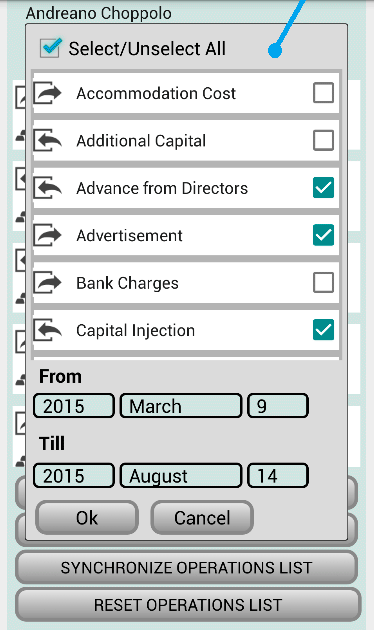 Andreano Choppolo
Select/Unselect All
Accommodation Cost
Additional Capital
Advance from Directors
Advertisement
Bank Charges
Capital Injection
From
2015 March 9
Till
2015 August 14
Ok Cancel
SYNCHRONIZE OPERATIONS LIST
RESET OPERATIONS LIST